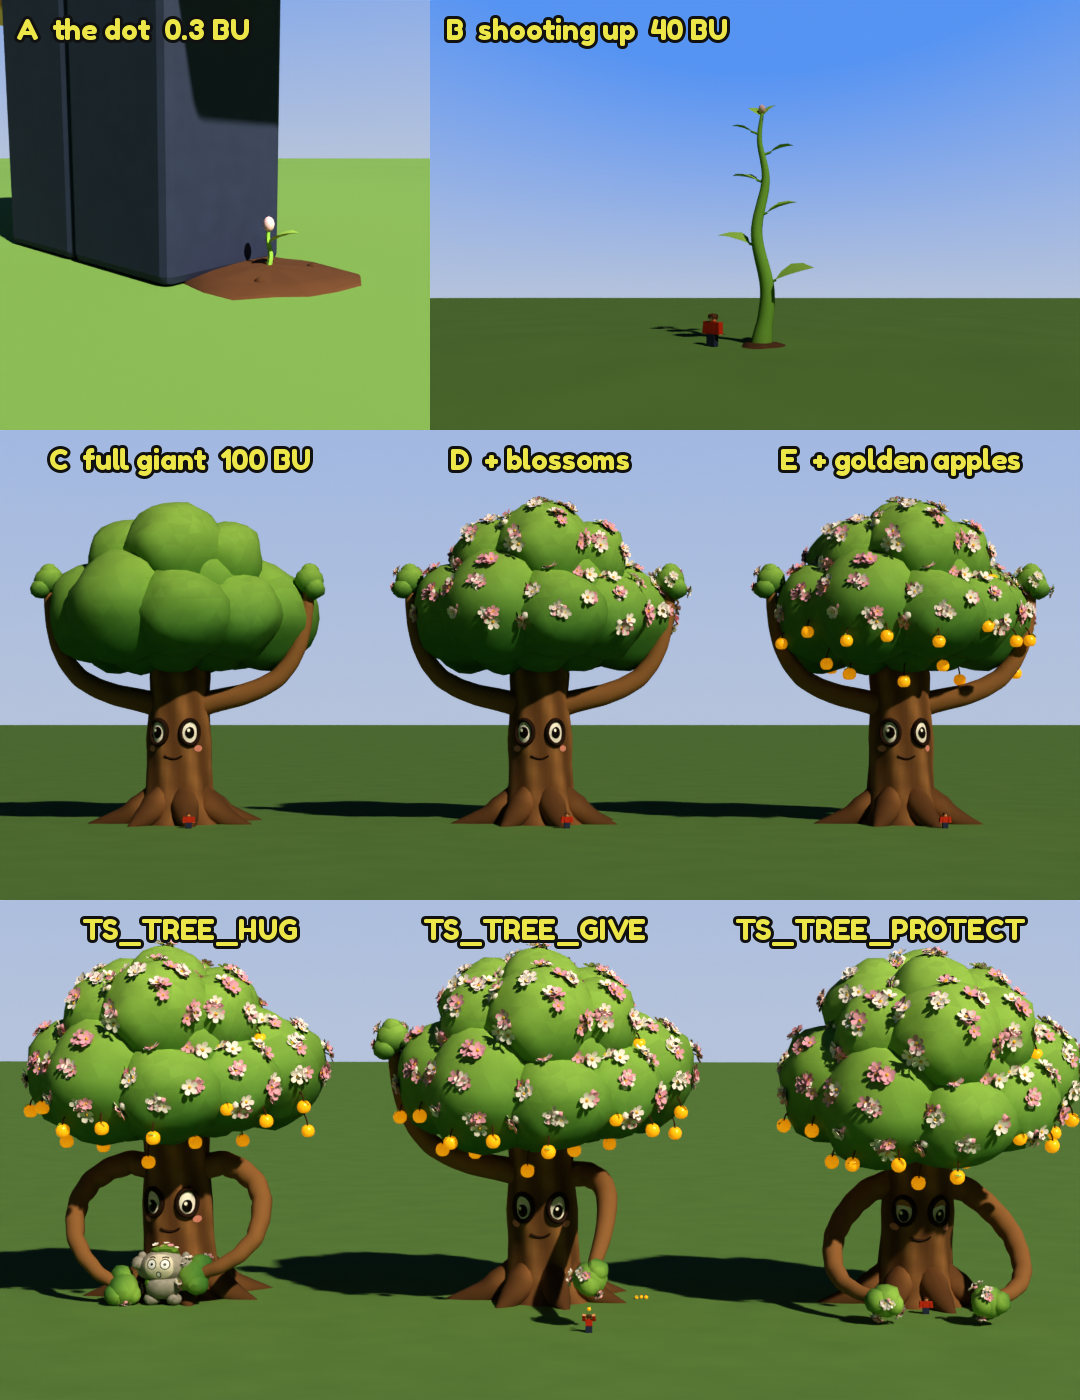 A the dot 0.3 BU
B shooting up 40 BU
C full giant 100 BU
D + blossoms
E + golden apples
TS_TREE_HUG
TS_TREE_GIVE
TS_TREE_PROTECT